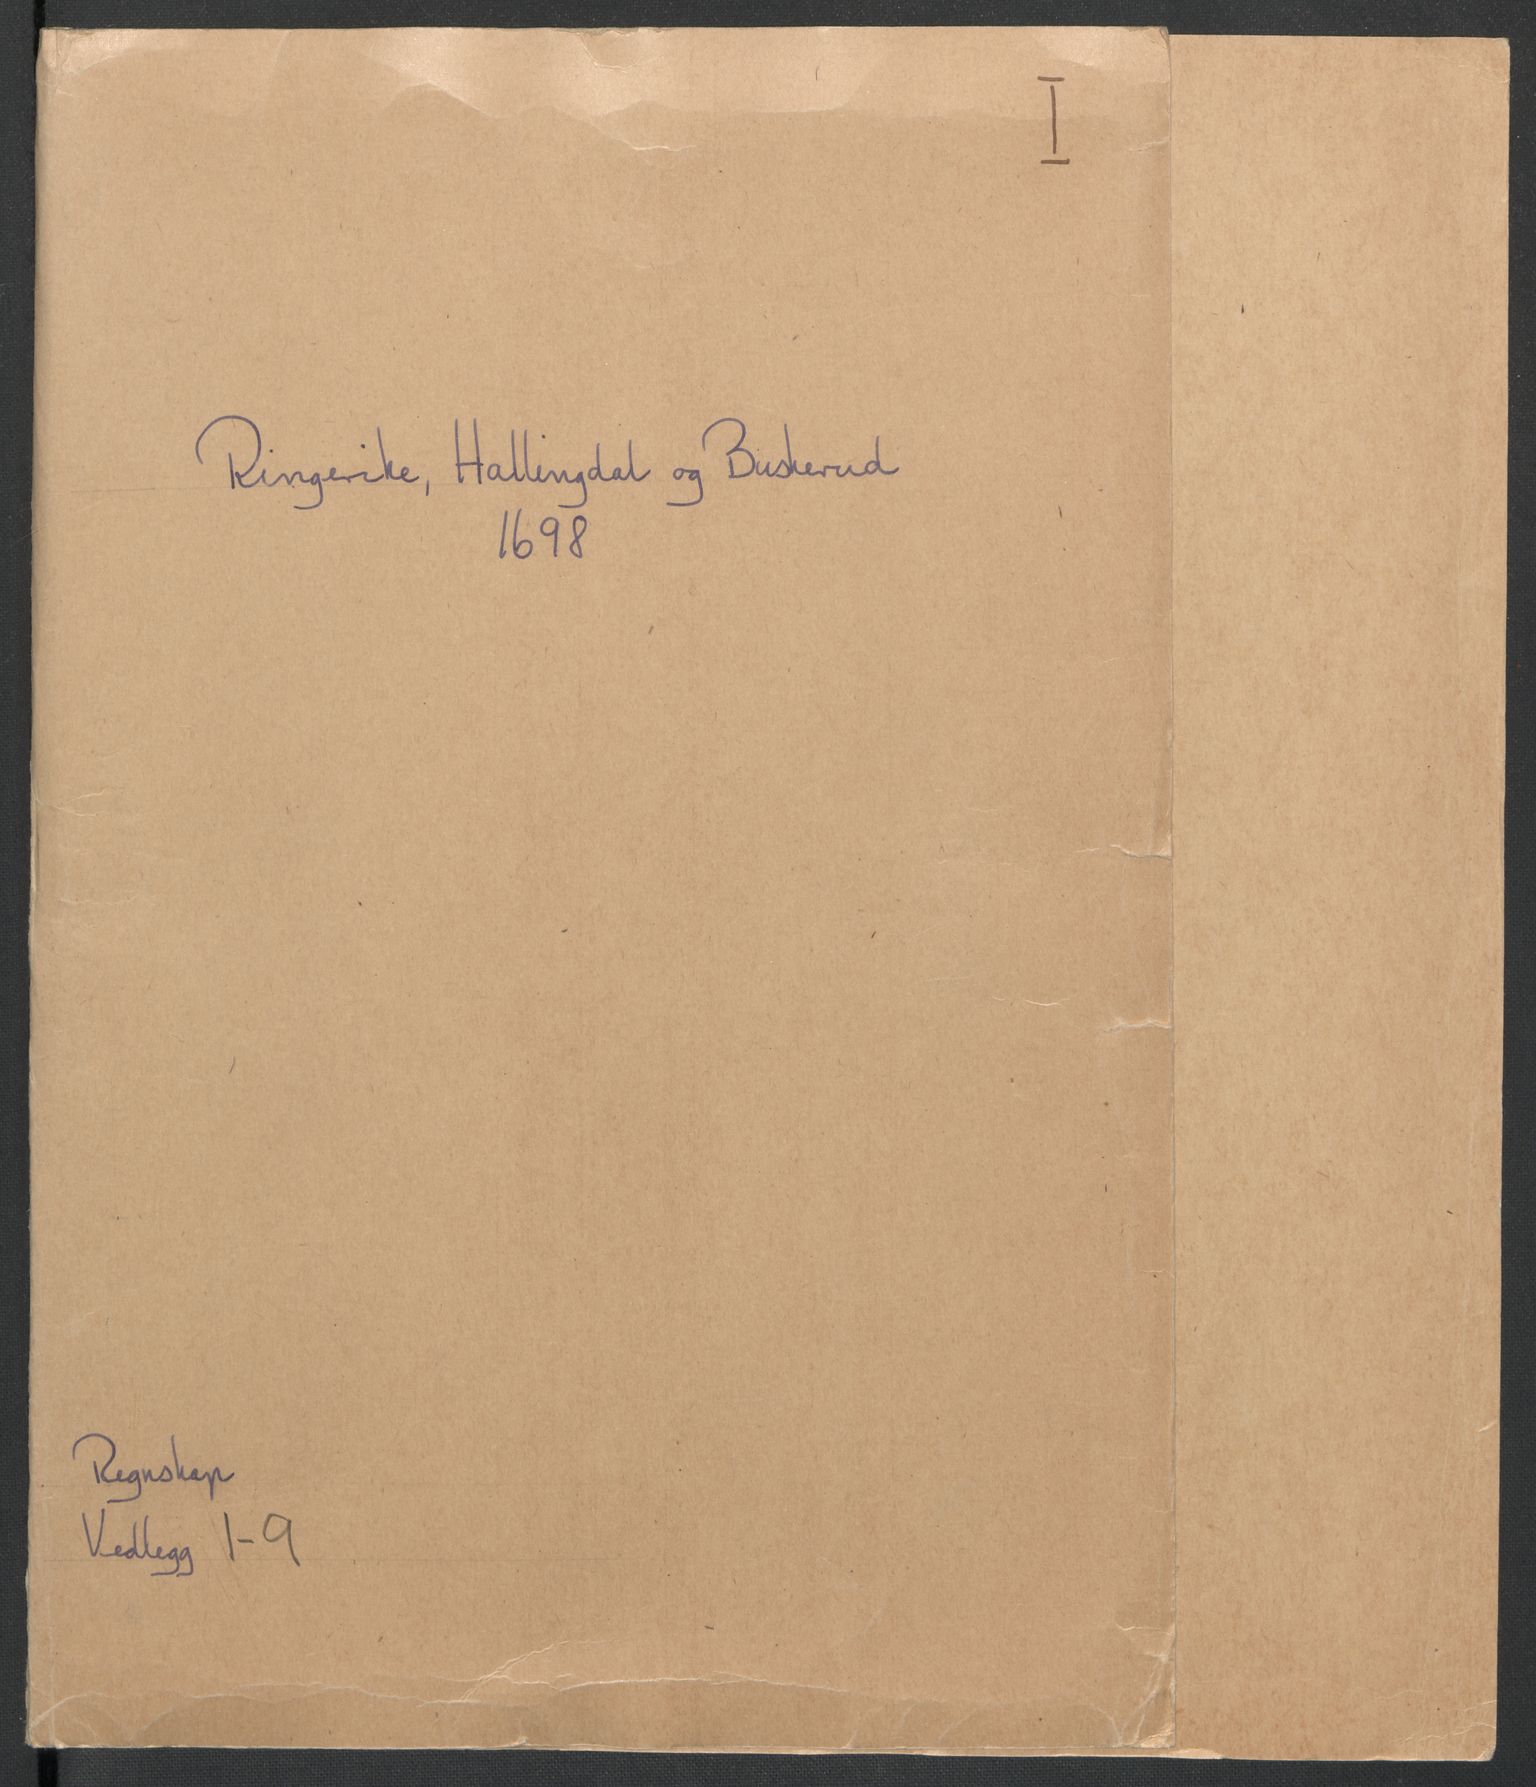 I
Ringerike, Hallingdal og Buskerud
1698
Regnskap
Vedlegg 1-9